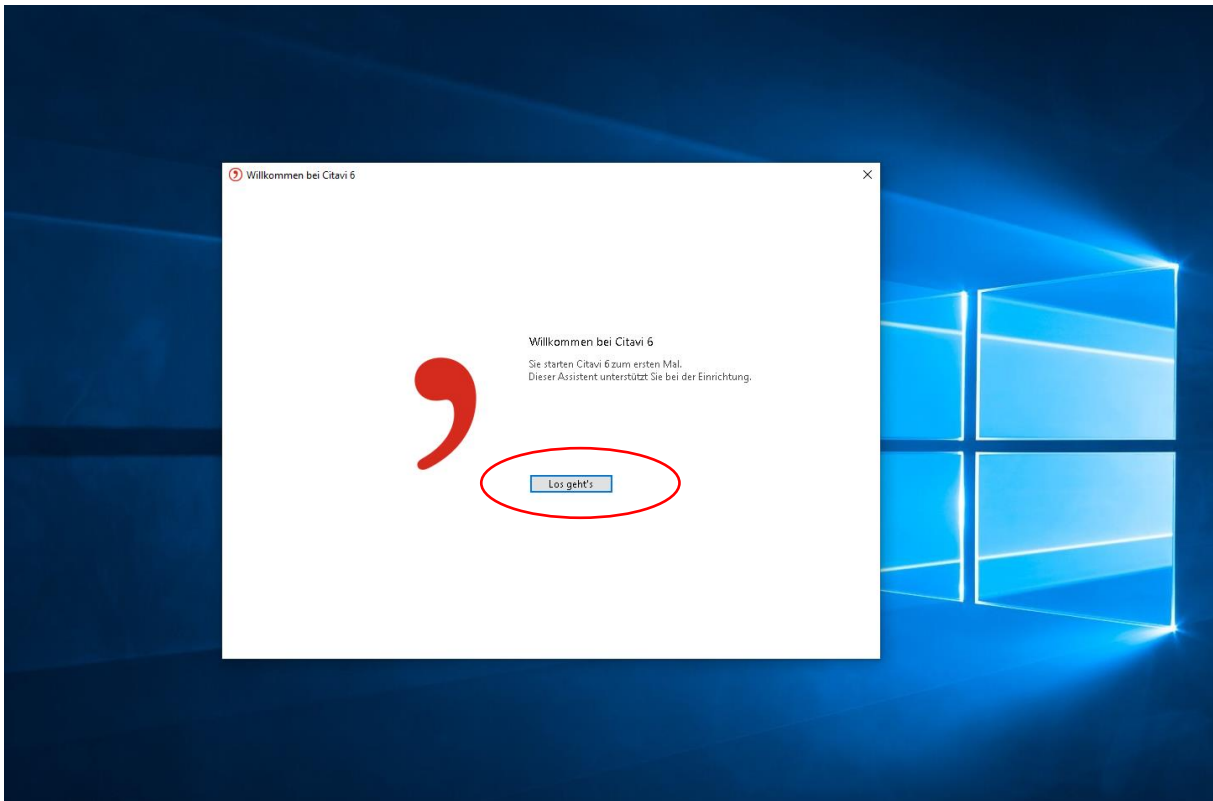 Willkommen bei Citavi 6
Willkommen bei Citavi 6
Sie starten Citavi 6 zum ersten Mal.
Dieser Assistent unterstützt Sie bei der Einrichtung.
Los geht's